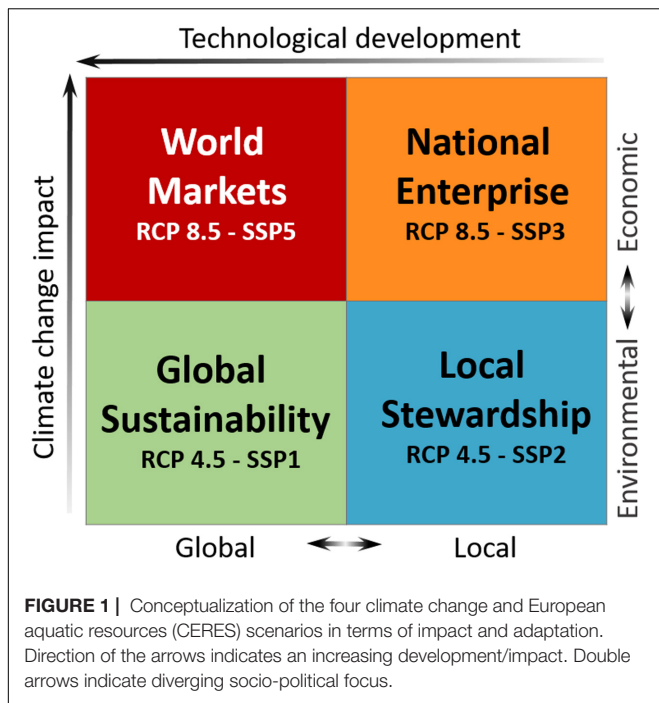 Technological development
Climate change impact
World
Markets
RCP 8.5 - SSP5
National
Enterprise
RCP 8.5 - SSP3
Economic
Global
Sustainability
RCP 4.5 - SSP1
Local
Stewardship
RCP 4.5 - SSP2
Environmental
Global
Local
FIGURE 1 | Conceptualization of the four climate change and European
aquatic resources (CERES) scenarios in terms of impact and adaptation.
Direction of the arrows indicates an increasing development/impact. Double
arrows indicate diverging socio-political focus.